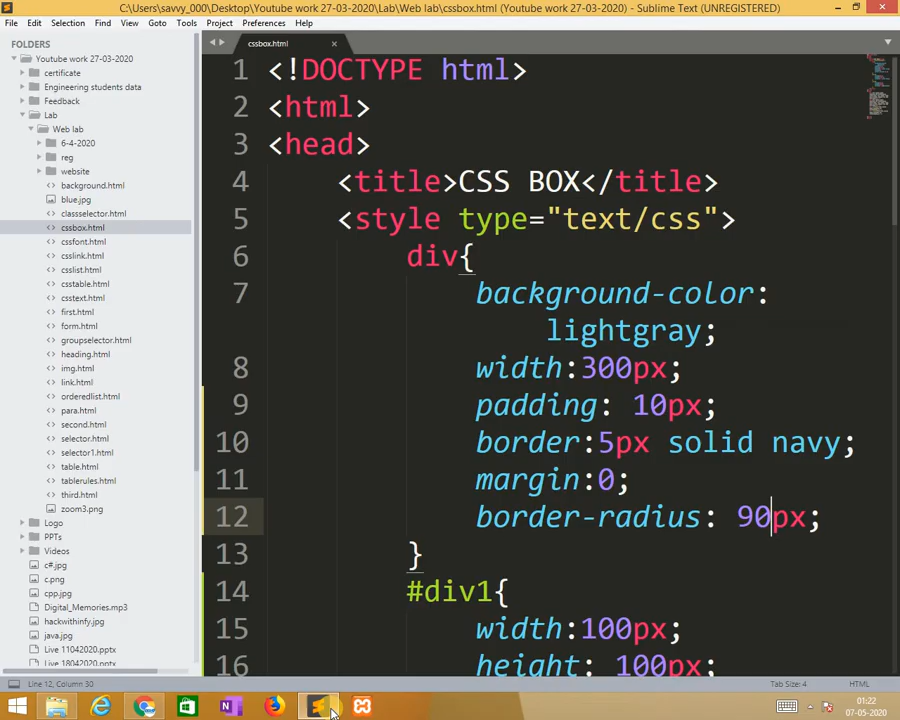 C:\Users\savvy_000\Desktop\Youtube work 27-03-2020\Lab\Web lab\cssbox.html (Youtube work 27-03-2020) - Sublime Text (UNREGISTERED)
File Edit Selection Find View Goto Tools Project Preferences Help
FOLDERS
Youtube work 27-03-2020
certificate
Engineering students data
Feedback
Lab
Web lab
6-4-2020
reg
website
background.html
blue.jpg
classselector.html
cssbox.html
cssfont.html
csslink.html
csslist.html
csstable.html
csstext.html
first.html
form.html
groupselector.html
heading.html
img.html
link.html
orderedlist.html
para.html
second.html
selector.html
selector1.html
table.html
tablerules.html
third.html
zoom3.png
Logo
PPTs
Videos
c#.jpg
c.png
cpp.jpg
Digital_Memories.mp3
hackwithinfy.jpg
java.jpg
Live 11042020.pptx
Live 18042020.pptx
cssbox.html
1 <!DOCTYPE html>
2 <html>
3 <head>
4 <title>CSS BOX</title>
5 <style type="text/css">
6 div{
7 background-color:
lightgray;
8 width:300px;
9 padding: 10px;
10 border:5px solid navy;
11 margin:0;
12 border-radius: 90px;
13 }
14 #div1{
15 width:100px;
16 height: 100px;
Line 12, Column 30
Tab Size: 4
HTML
01:22
07-05-2020